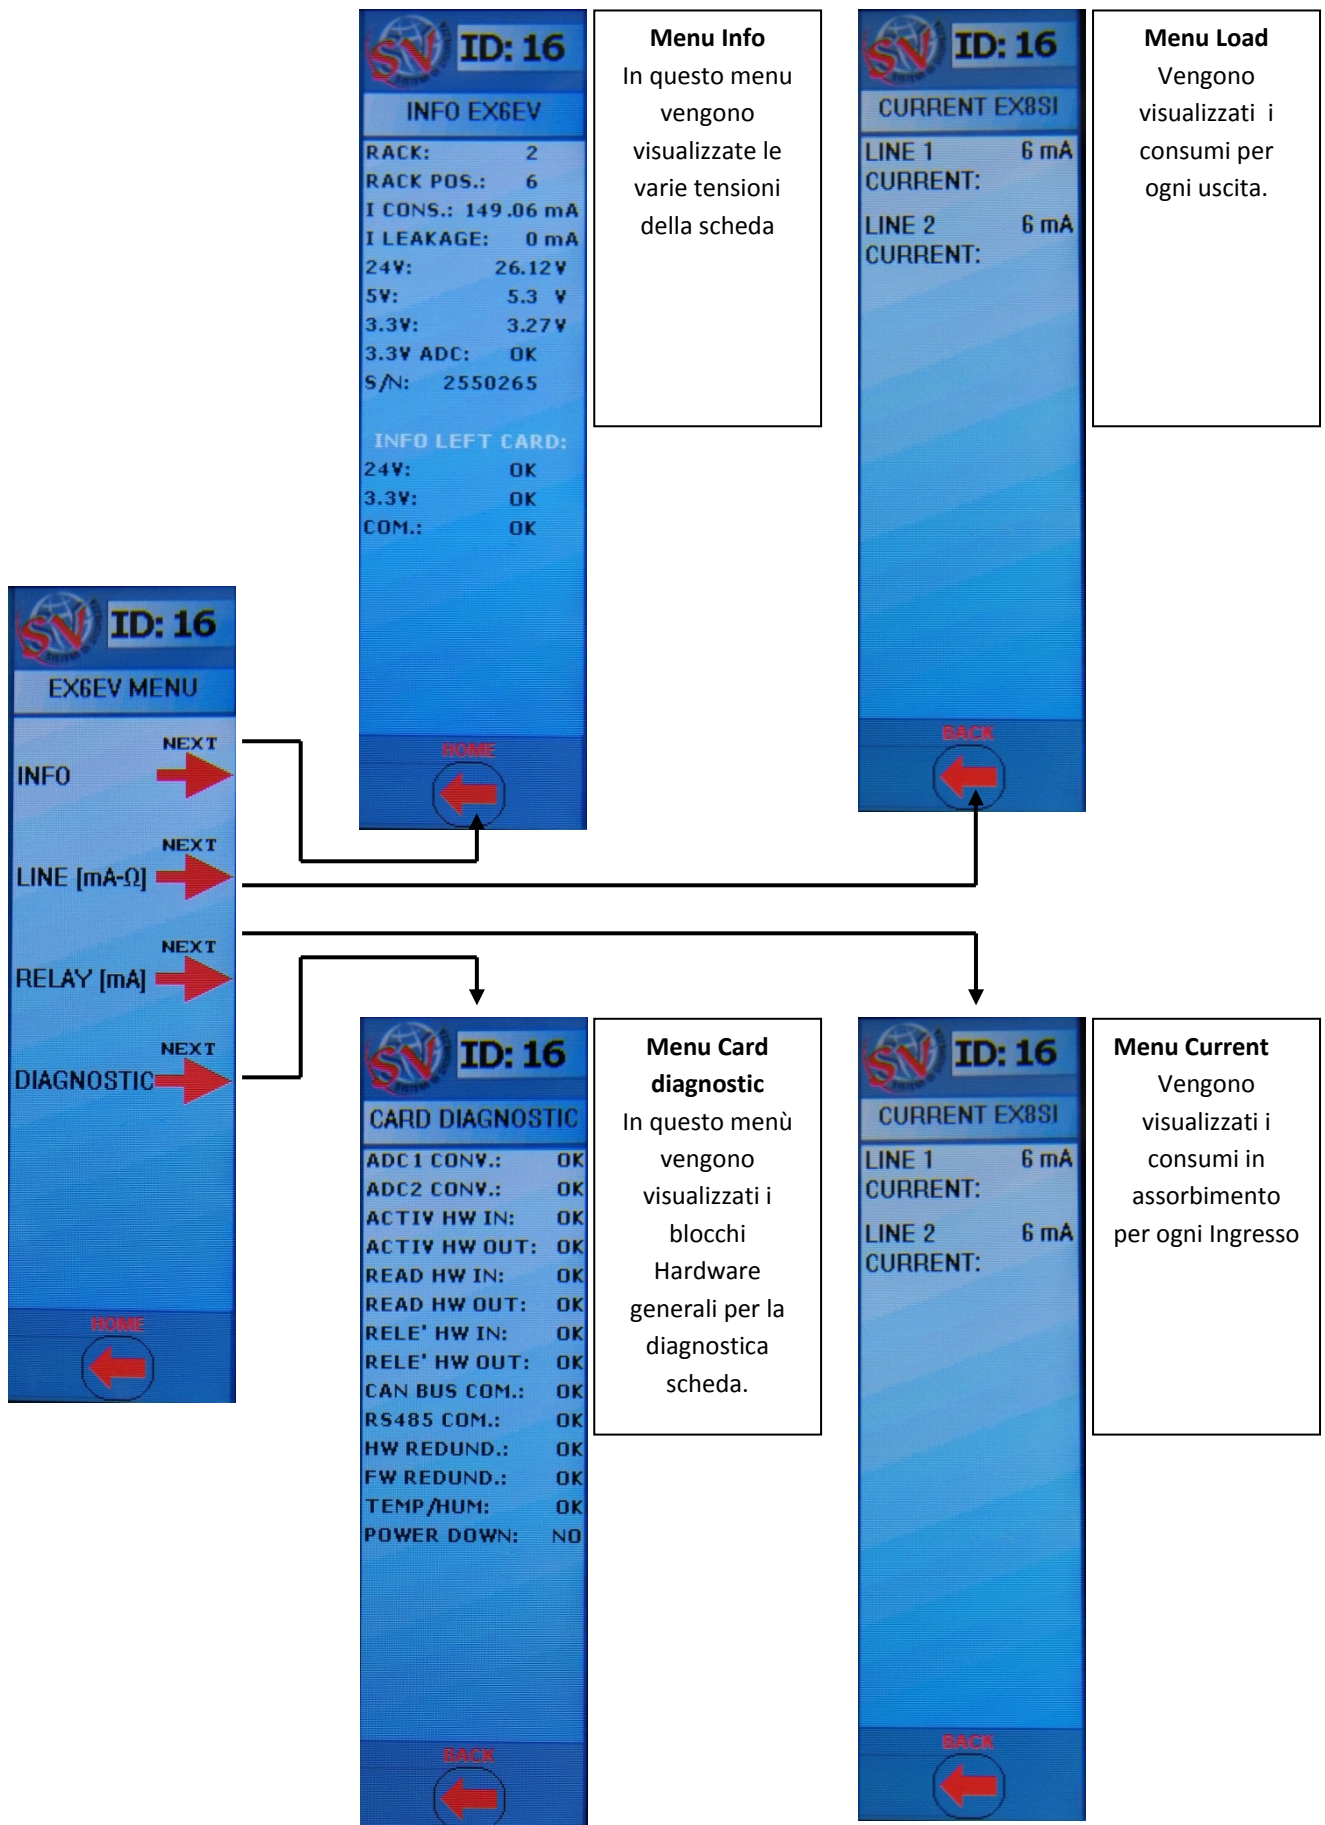 SV
ID: 16
INFO EX6EV
RACK: 2
RACK POS.: 6
I CONS.: 149.06 mA
I LEAKAGE: 0 mA
24V: 26.12 V
5V: 5.3 V
3.3V: 3.27 V
3.3V ADC: OK
S/N: 2550265
INFO LEFT CARD:
24V: OK
3.3V: OK
COM.: OK
HOME
Menu Info
In questo menu
vengono
visualizzate le
varie tensioni
della scheda
SV
ID: 16
CURRENT EX8SI
LINE 1 6 mA
CURRENT:
LINE 2 6 mA
CURRENT:
BACK
Menu Load
Vengono
visualizzati i
consumi per
ogni uscita.
SV
ID: 16
EX6EV MENU
NEXT
INFO
NEXT
LINE [mA-Ω]
NEXT
RELAY [mA]
NEXT
DIAGNOSTIC
HOME
SV
ID: 16
CARD DIAGNOSTIC
ADC1 CONV.: OK
ADC2 CONV.: OK
ACTIV HW IN: OK
ACTIV HW OUT: OK
READ HW IN: OK
READ HW OUT: OK
RELE' HW IN: OK
RELE' HW OUT: OK
CAN BUS COM.: OK
RS485 COM.: OK
HW REDUND.: OK
FW REDUND.: OK
TEMP/HUM: OK
POWER DOWN: NO
BACK
Menu Card
diagnostic
In questo menù
vengono
visualizzati i
blocchi
Hardware
generali per la
diagnostica
scheda.
SV
ID: 16
CURRENT EX8SI
LINE 1 6 mA
CURRENT:
LINE 2 6 mA
CURRENT:
BACK
Menu Current
Vengono
visualizzati i
consumi in
assorbimento
per ogni Ingresso